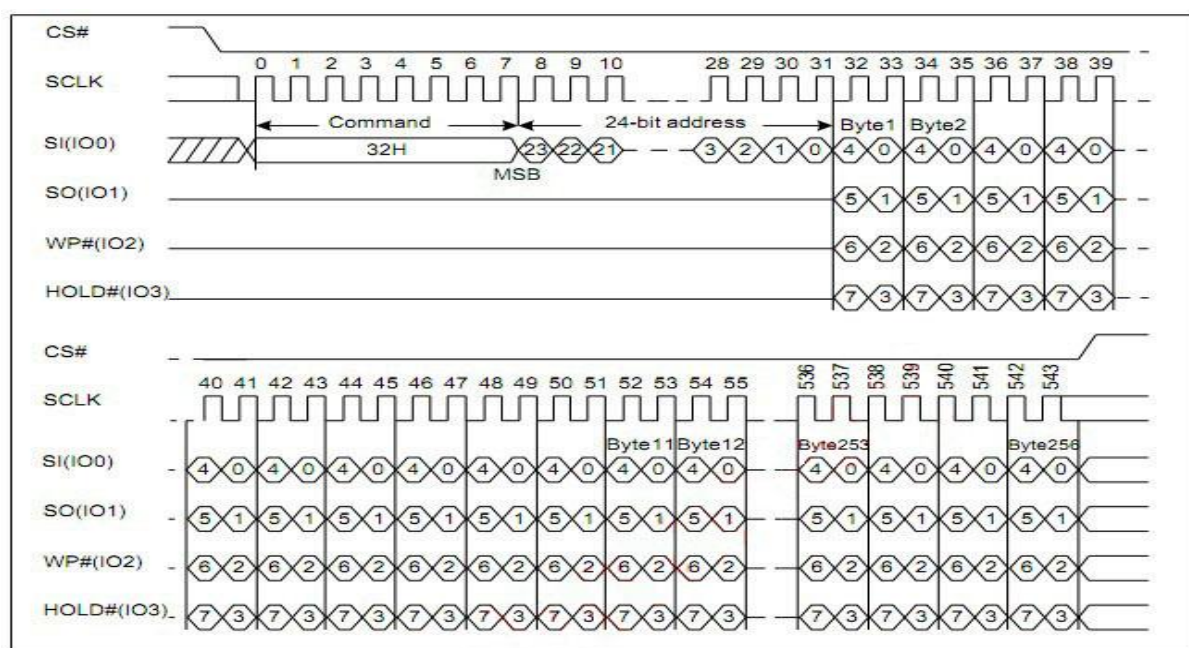 CS#
0 1 2 3 4 5 6 7 8 9 10 28 29 30 31 32 33 34 35 36 37 38 39
SCLK
Command 24-bit address Byte1 Byte2
SI(IO0) 32H 23 22 21 3 2 1 0 4 0 4 0 4 0 4 0
MSB
SO(IO1) 5 1 5 1 5 1 5 1
WP#(IO2) 6 2 6 2 6 2 6 2
HOLD#(IO3) 7 3 7 3 7 3 7 3
CS#
40 41 42 43 44 45 46 47 48 49 50 51 52 53 54 55 536 537 538 539 540 541 542 543
SCLK
Byte11 Byte12 Byte253 Byte256
SI(IO0) 4 0 4 0 4 0 4 0 4 0 4 0 4 0 4 0 4 0 4 0 4 0 4 0
SO(IO1) 5 1 5 1 5 1 5 1 5 1 5 1 5 1 5 1 5 1 5 1 5 1 5 1
WP#(IO2) 6 2 6 2 6 2 6 2 6 2 6 2 6 2 6 2 6 2 6 2 6 2 6 2
HOLD#(IO3) 7 3 7 3 7 3 7 3 7 3 7 3 7 3 7 3 7 3 7 3 7 3 7 3